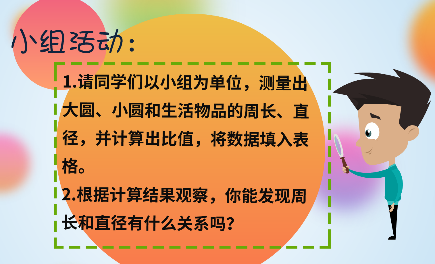 小组活动：
1.请同学们以小组为单位，测量出
大圆、小圆和生活物品的周长、直
径，并计算出比值，将数据填入表
格。
2.根据计算结果观察，你能发现周
长和直径有什么关系吗？